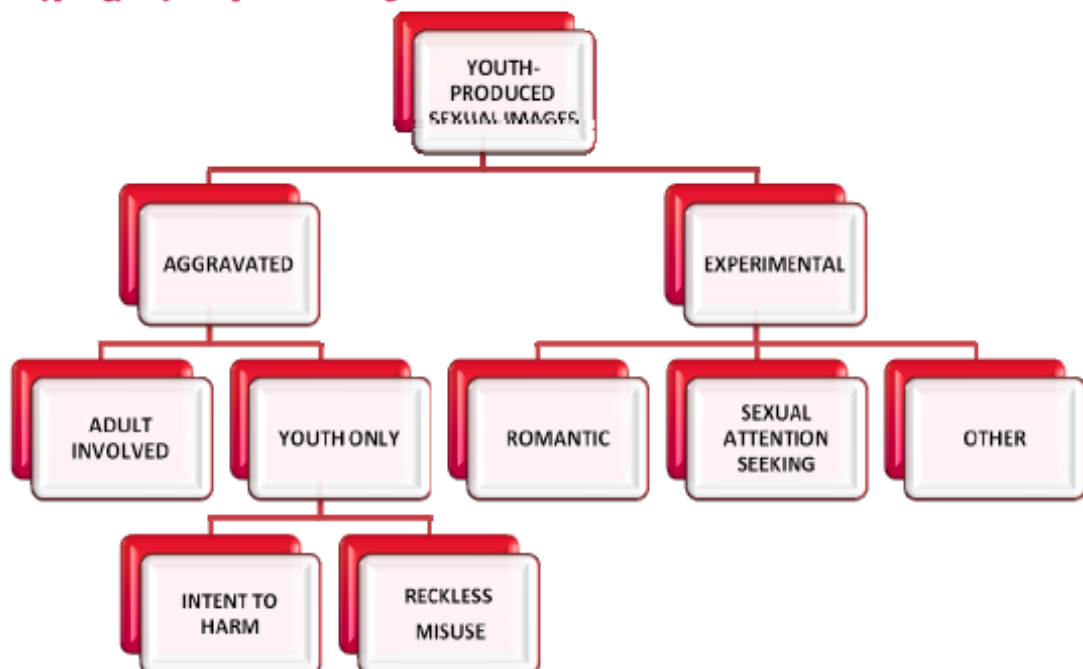 YOUTH-
PRODUCED
SEXUAL IMAGES
AGGRAVATED
EXPERIMENTAL
ADULT
INVOLVED
YOUTH ONLY
ROMANTIC
SEXUAL
ATTENTION
SEEKING
OTHER
INTENT TO
HARM
RECKLESS
MISUSE